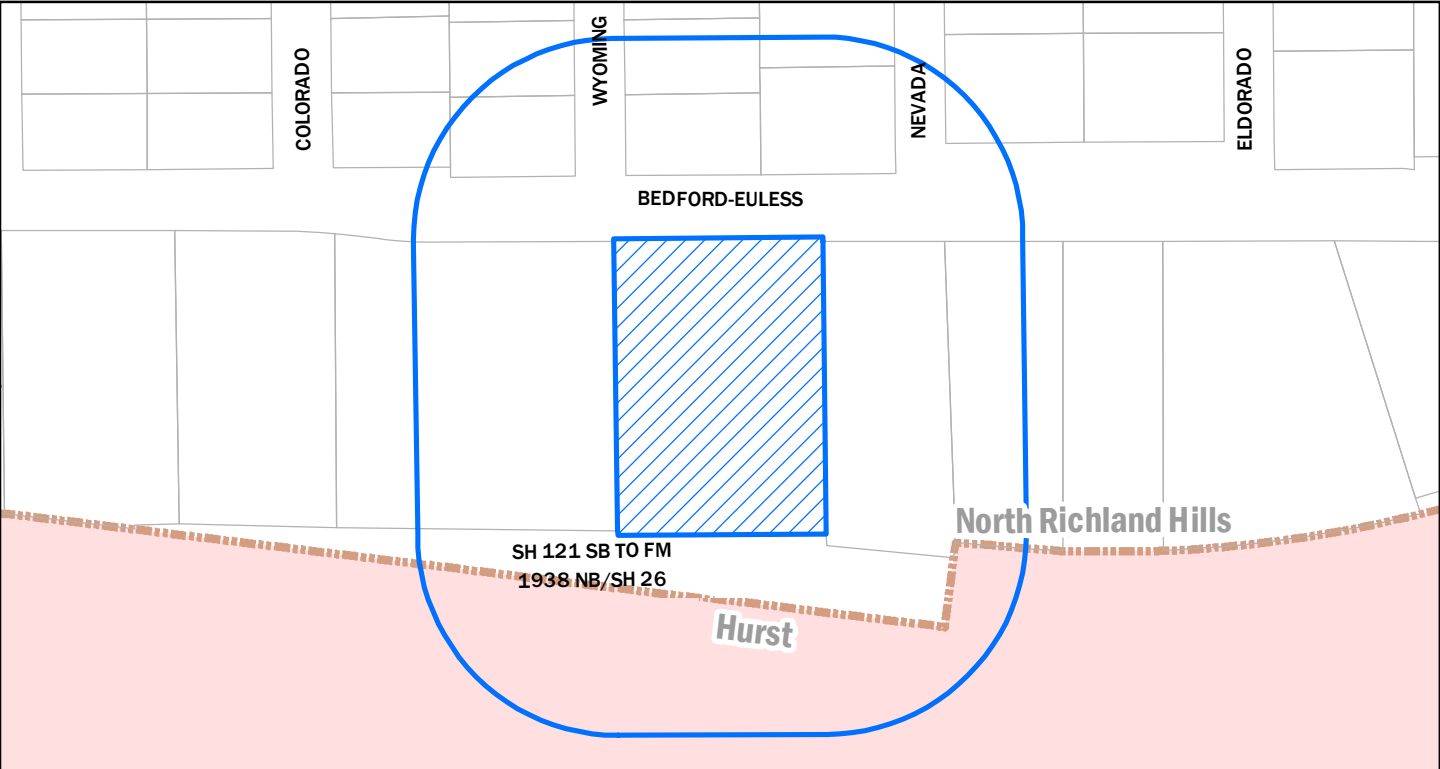 COLORADO
WYOMING
NEVADA
ELDORADO
BEDFORD-EULESS
North Richland Hills
SH 121 SB TO FM
1938 NB/SH 26
Hurst